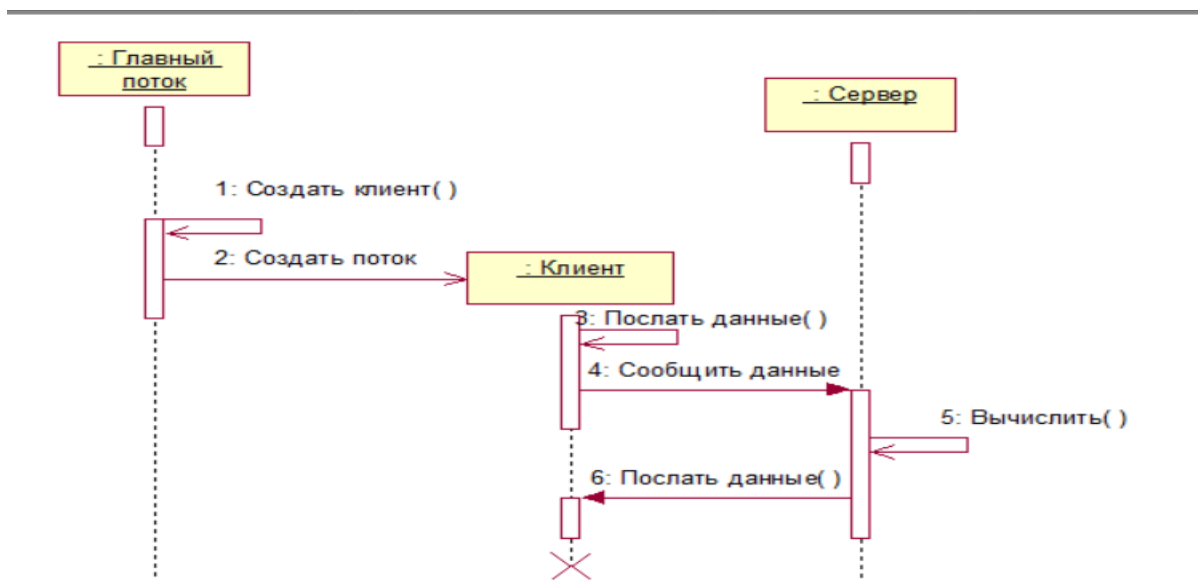 _: Главный
поток
_: Сервер
1: Создать клиент( )
2: Создать поток
_: Клиент
3: Послать данные( )
4: Сообщить данные
5: Вычислить( )
6: Послать данные( )